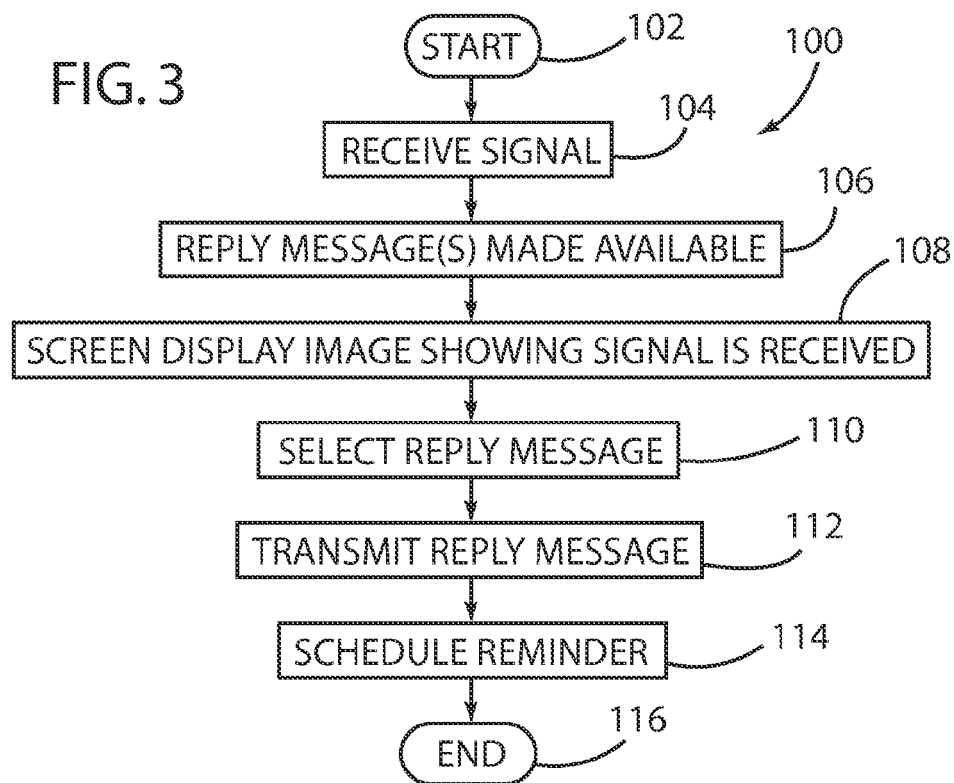 FIG. 3
START
102
100
RECEIVE SIGNAL
104
REPLY MESSAGE(S) MADE AVAILABLE
106
SCREEN DISPLAY IMAGE SHOWING SIGNAL IS RECEIVED
108
SELECT REPLY MESSAGE
110
TRANSMIT REPLY MESSAGE
112
SCHEDULE REMINDER
114
END
116